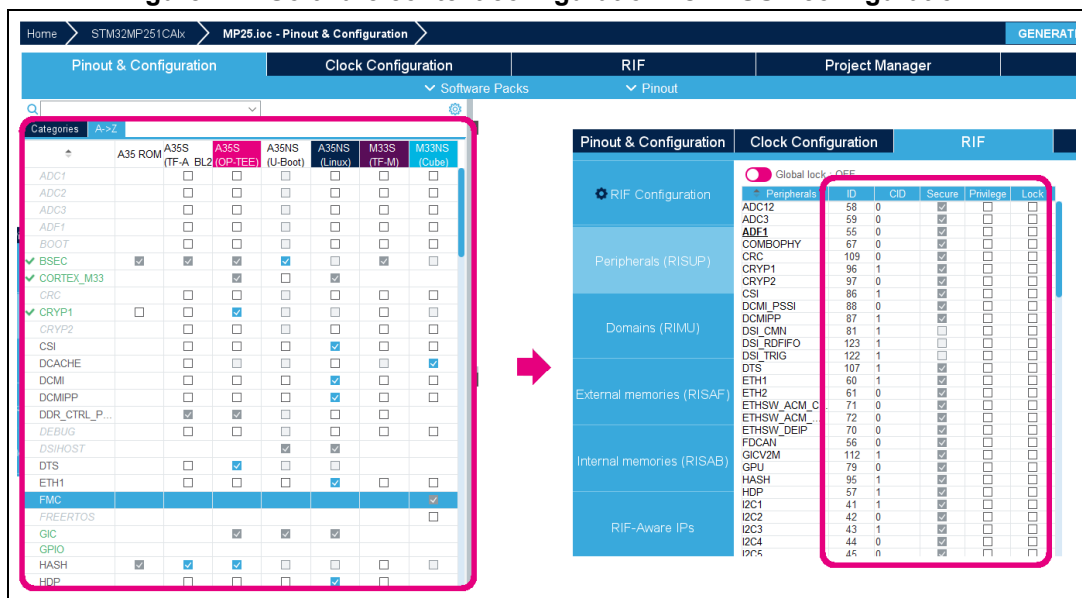 Home STM32MP251CAIx MP25.ioc - Pinout & Configuration GENERATE
Pinout & Configuration Clock Configuration RIF Project Manager
Software Packs Pinout
Categories A->Z
A35 ROM A35S (TF-A BL2 A35S (OP-TEE) A35NS (U-Boot) A35NS (Linux) M33S (TF-M) M33NS (Cube)
ADC1
ADC2
ADC3
ADF1
BOOT
BSEC
CORTEX_M33
CRC
CRYP1
CRYP2
CSI
DCACHE
DCMI
DCMIPP
DDR_CTRL_P...
DEBUG
DSIHOST
DTS
ETH1
FMC
FREERTOS
GIC
GPIO
HASH
HDP
Pinout & Configuration Clock Configuration RIF
RIF Configuration
Peripherals (RISUP)
Domains (RIMU)
External memories (RISAF)
Internal memories (RISAB)
RIF-Aware IPs
Global lock : OFF
Peripherals ID CID Secure Privilege Lock
ADC12 58 0
ADC3 59 0
ADF1 55 0
COMBOPHY 67 0
CRC 109 0
CRYP1 96 1
CRYP2 97 0
CSI 86 1
DCMI_PSSI 88 0
DCMIPP 87 1
DSI_CMN 81 1
DSI_RDFIFO 123 1
DSI_TRIG 122 1
DTS 107 1
ETH1 60 1
ETH2 61 0
ETHSW_ACM_C... 71 0
ETHSW_ACM_... 72 0
ETHSW_DEIP 70 0
FDCAN 56 0
GICV2M 112 1
GPU 79 0
HASH 95 1
HDP 57 1
I2C1 41 1
I2C2 42 0
I2C3 43 1
I2C4 44 0
I2C5 45 0